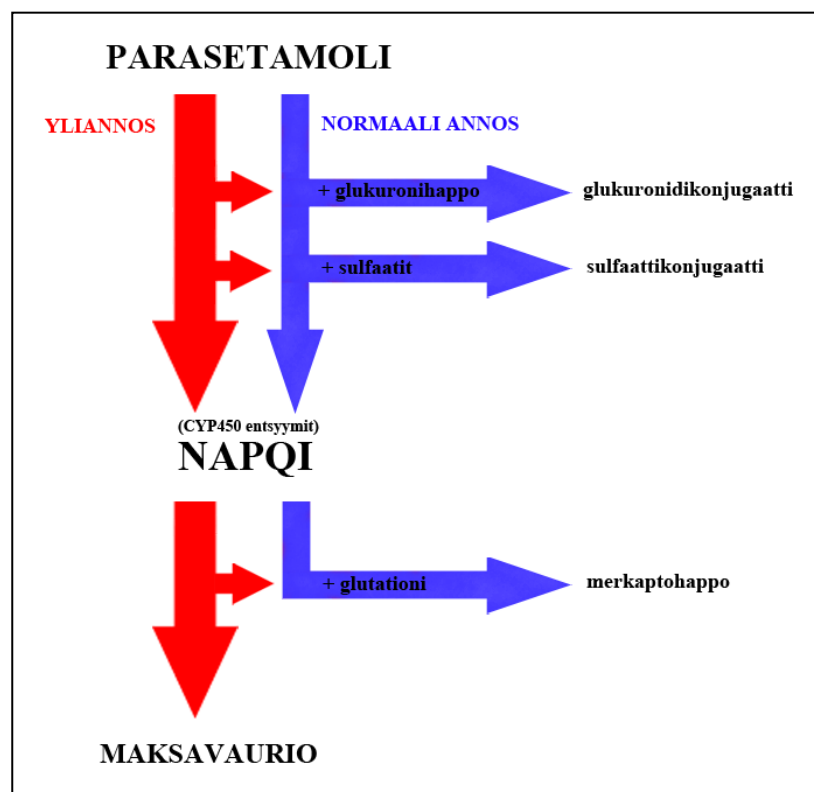 PARASETAMOLI
YLIANNOS
NORMAALI ANNOS
+ glukuronihappo
glukuronidikonjugaatti
+ sulfaatit
sulfaattikonjugaatti
(CYP450 entsyymit)
NAPQI
+ glutationi
merkaptohappo
MAKSAVAURIO